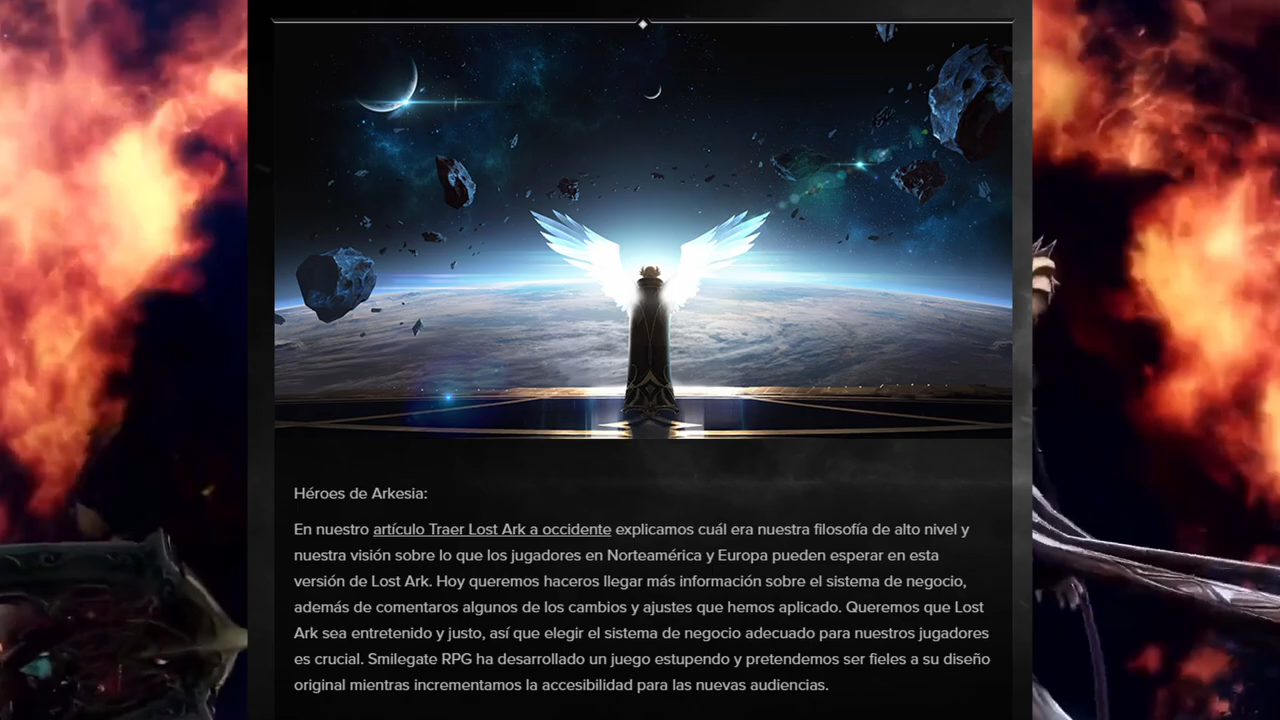 Héroes de Arkesia:
En nuestro artículo Traer Lost Ark a occidente explicamos cuál era nuestra filosofía de alto nivel y
nuestra visión sobre lo que los jugadores en Norteamérica y Europa pueden esperar en esta
versión de Lost Ark. Hoy queremos haceros llegar más información sobre el sistema de negocio,
además de comentaros algunos de los cambios y ajustes que hemos aplicado. Queremos que Lost
Ark sea entretenido y justo, así que elegir el sistema de negocio adecuado para nuestros jugadores
es crucial. Smilegate RPG ha desarrollado un juego estupendo y pretendemos ser fieles a su diseño
original mientras incrementamos la accesibilidad para las nuevas audiencias.